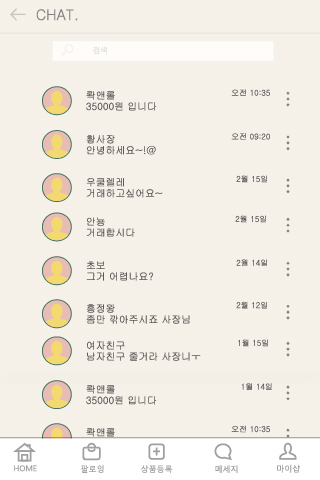 CHAT.
검색
롹앤롤
오전 10:35
35000원 입니다
황사장
오전 09:20
안녕하세요~!@
우쿨렐레
2월 15일
거래하고싶어요~
안뇽
2월 15일
거래합시다
초보
2월 14일
그거 어렵나요?
흥정왕
2월 12일
좀만 깎아주시죠 사장님
여자친구
1월 15일
남자친구 줄거라 사장니ㅜ
롹앤롤
1월 14일
35000원 입니다
롹앤롤
오전 10:35
HOME
팔로잉
상품등록
메세지
마이샵